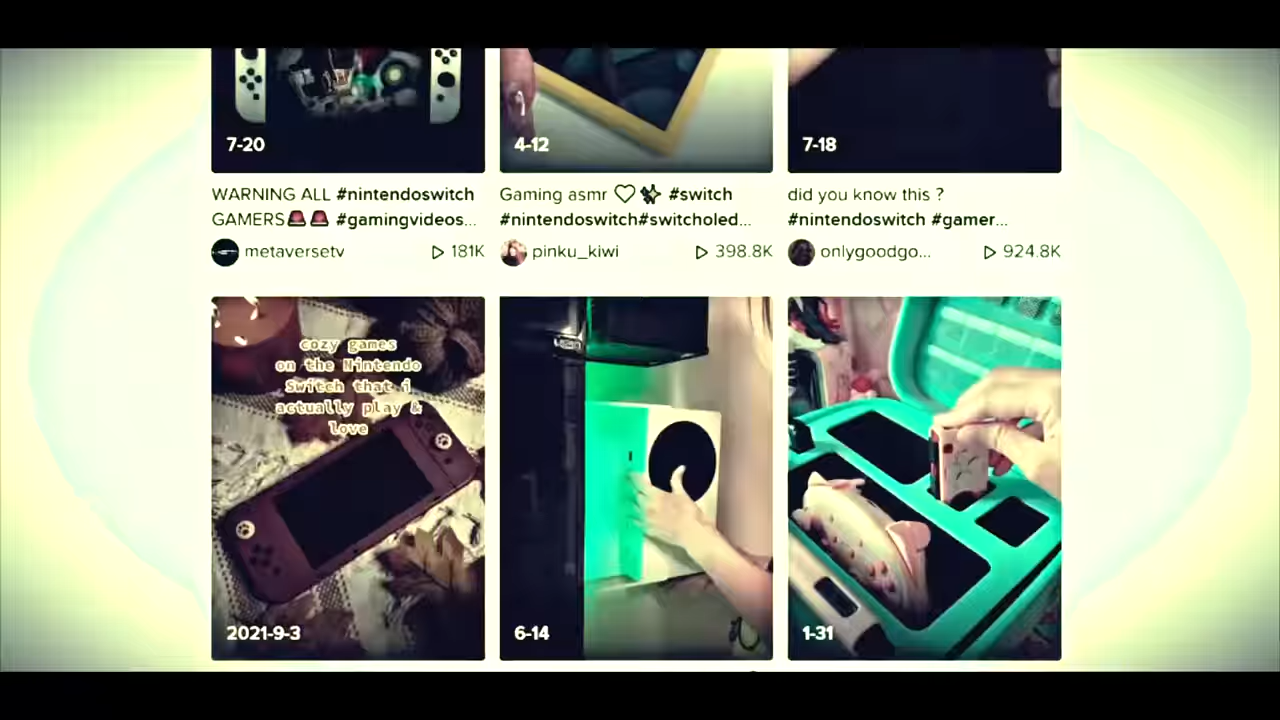 7-20
4-12
7-18
WARNING ALL #nintendoswitch
GAMERS🚨🚨 #gamingvideos...
Gaming asmr ♡✨ #switch
#nintendoswitch#switcholed...
did you know this ?
#nintendoswitch #gamer...
metaversetv
181K
pinku_kiwi
398.8K
onlygoodgo...
924.8K
cozy games
on the Nintendo
Switch that i
actually play &
love
2021-9-3
6-14
1-31